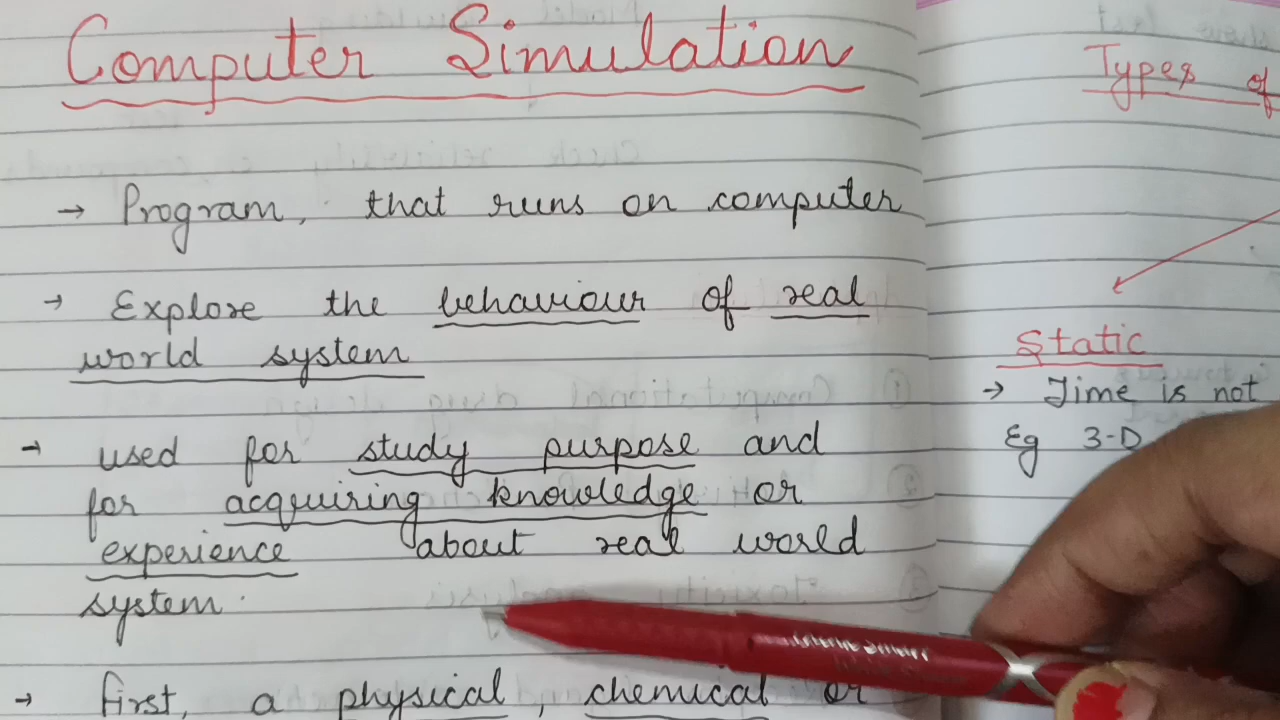 Computer Simulation
→ Program, that runs on computer
→ Explore the behaviour of real
world system
→ used for study purpose and
for acquiring knowledge or
experience about real world
system.
→ first, a physical, chemical or
Types of
Static
→ Time is not
Eg 3-D